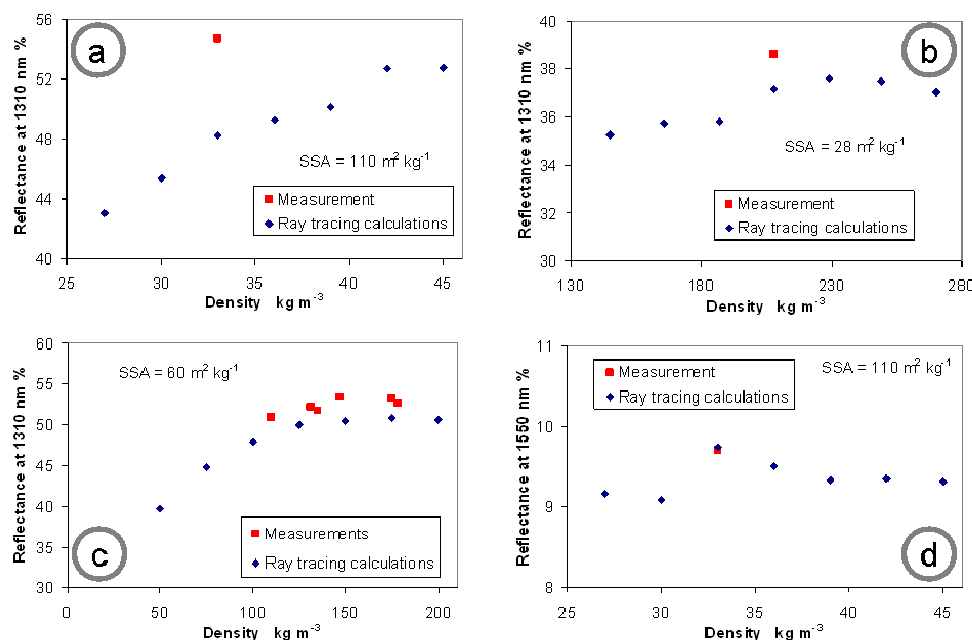 a
56
52
48
44
40
25
30
35
40
45
Reflectance at 1310 nm %
Density kg m-3
SSA = 110 m2 kg-1
Measurement
Ray tracing calculations
b
40
38
36
34
32
30
130
180
230
280
Reflectance at 1310 nm %
Density kg m-3
SSA = 28 m2 kg-1
Measurement
Ray tracing calculations
c
60
55
50
45
40
35
30
0
50
100
150
200
Reflectance at 1310 nm %
Density kg m-3
SSA = 60 m2 kg-1
Measurements
Ray tracing calculations
d
11
10
9
8
25
30
35
40
45
Reflectance at 1550 nm %
Density kg m-3
SSA = 110 m2 kg-1
Measurement
Ray tracing calculations